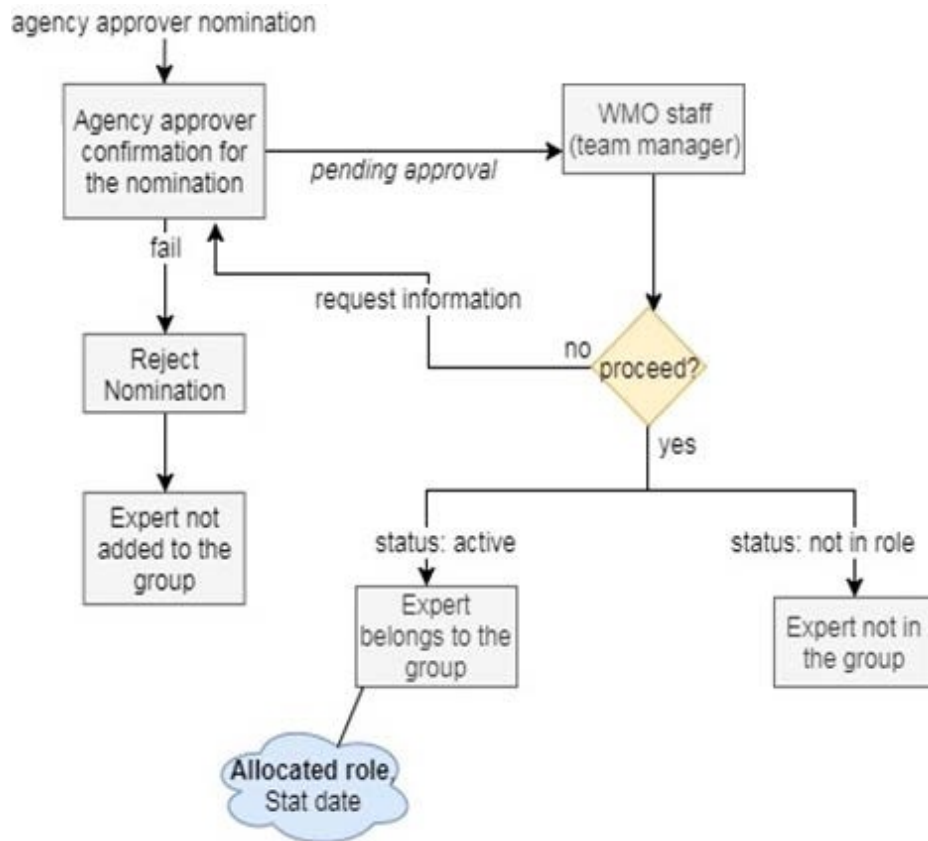 agency approver nomination
Agency approver
confirmation for
the nomination
pending approval
WMO staff
(team manager)
fail
request information
Reject
Nomination
no
proceed?
yes
Expert not
added to the
group
status: active
status: not in role
Expert
belongs to the
group
Expert not in
the group
Allocated role,
Stat date